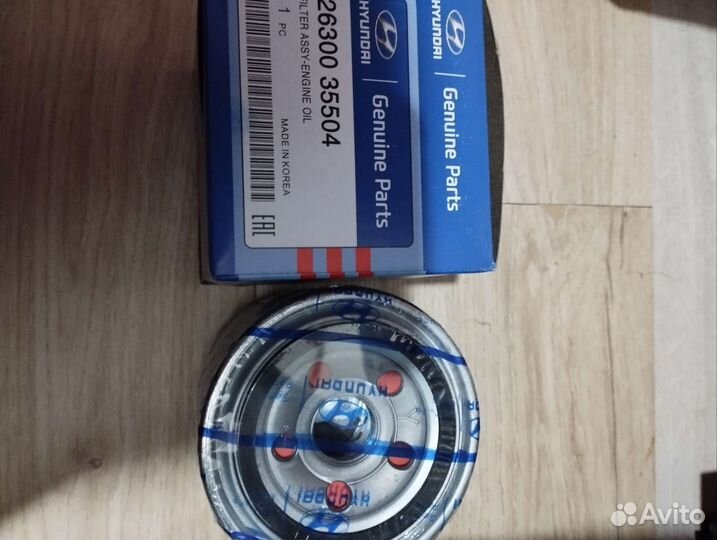 HYUNDAI | Genuine Parts
HYUNDAI | Genuine Parts
26300 35504
FILTER ASSY-ENGINE OIL
1 PC
MADE IN KOREA
EAC
HYUNDAI
HYUNDAI
HYUNDAI
Avito